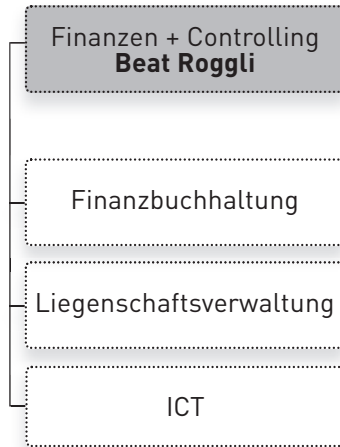 Finanzen + Controlling
Beat Roggli
Finanzbuchhaltung
Liegenschaftsverwaltung
ICT